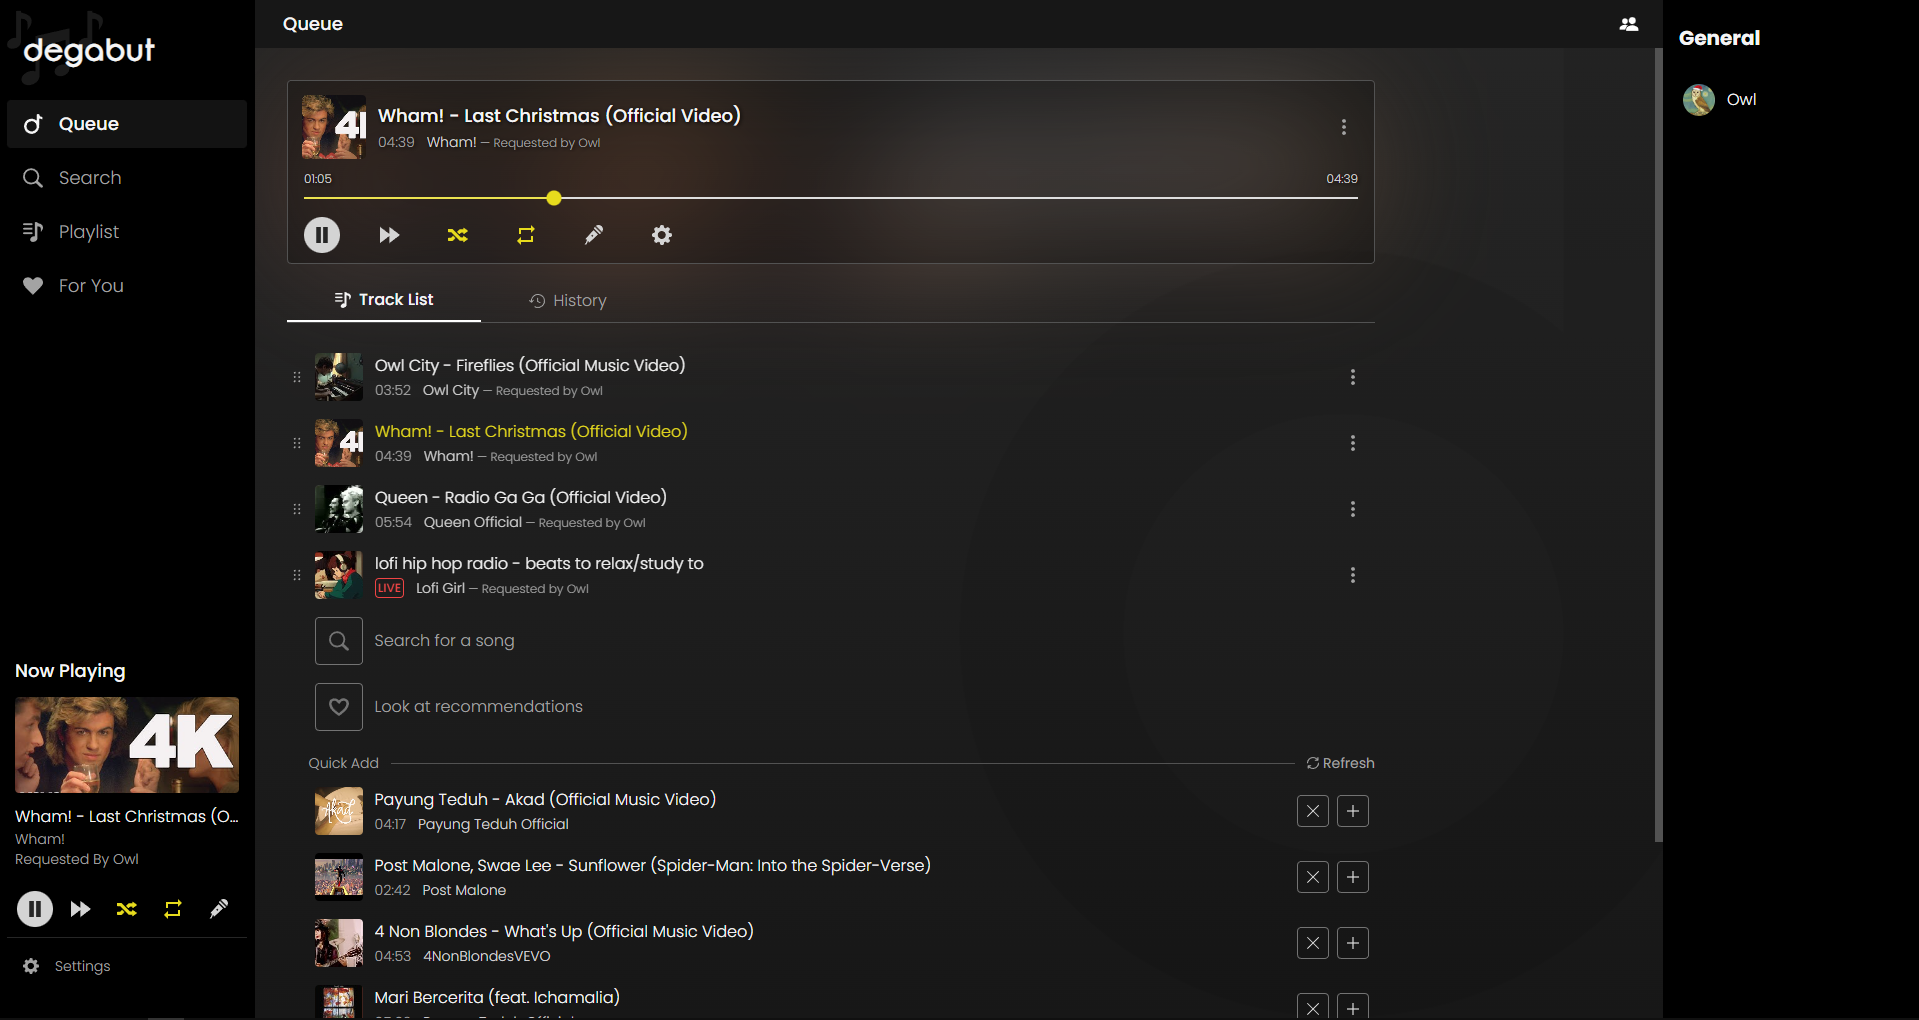 degabut
Queue
Search
Playlist
For You
Now Playing
4K
Wham! - Last Christmas (O...
Wham!
Requested By Owl
Settings
Queue
4
Wham! - Last Christmas (Official Video)
04:39 Wham! — Requested by Owl
01:05
04:39
Track List
History
Owl City - Fireflies (Official Music Video)
03:52 Owl City — Requested by Owl
4
Wham! - Last Christmas (Official Video)
04:39 Wham! — Requested by Owl
Queen - Radio Ga Ga (Official Video)
05:54 Queen Official — Requested by Owl
lofi hip hop radio - beats to relax/study to
LIVE Lofi Girl — Requested by Owl
Search for a song
Look at recommendations
Quick Add
Refresh
Akad
Payung Teduh - Akad (Official Music Video)
04:17 Payung Teduh Official
Post Malone, Swae Lee - Sunflower (Spider-Man: Into the Spider-Verse)
02:42 Post Malone
4 Non Blondes - What's Up (Official Music Video)
04:53 4NonBlondesVEVO
Mari Bercerita (feat. Ichamalia)
General
Owl